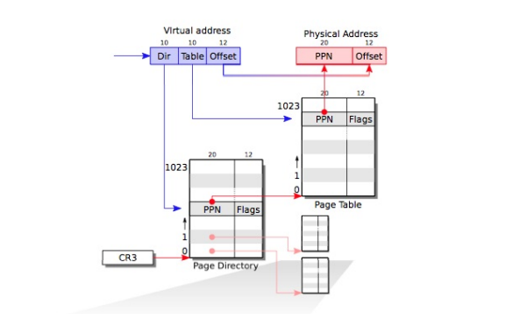 Virtual address
Physical Address
10 10 12
20 12
Dir Table Offset
PPN Offset
20 12
1023
PPN Flags
20 12
1023
1
0
Page Table
PPN Flags
1
0
CR3
Page Directory